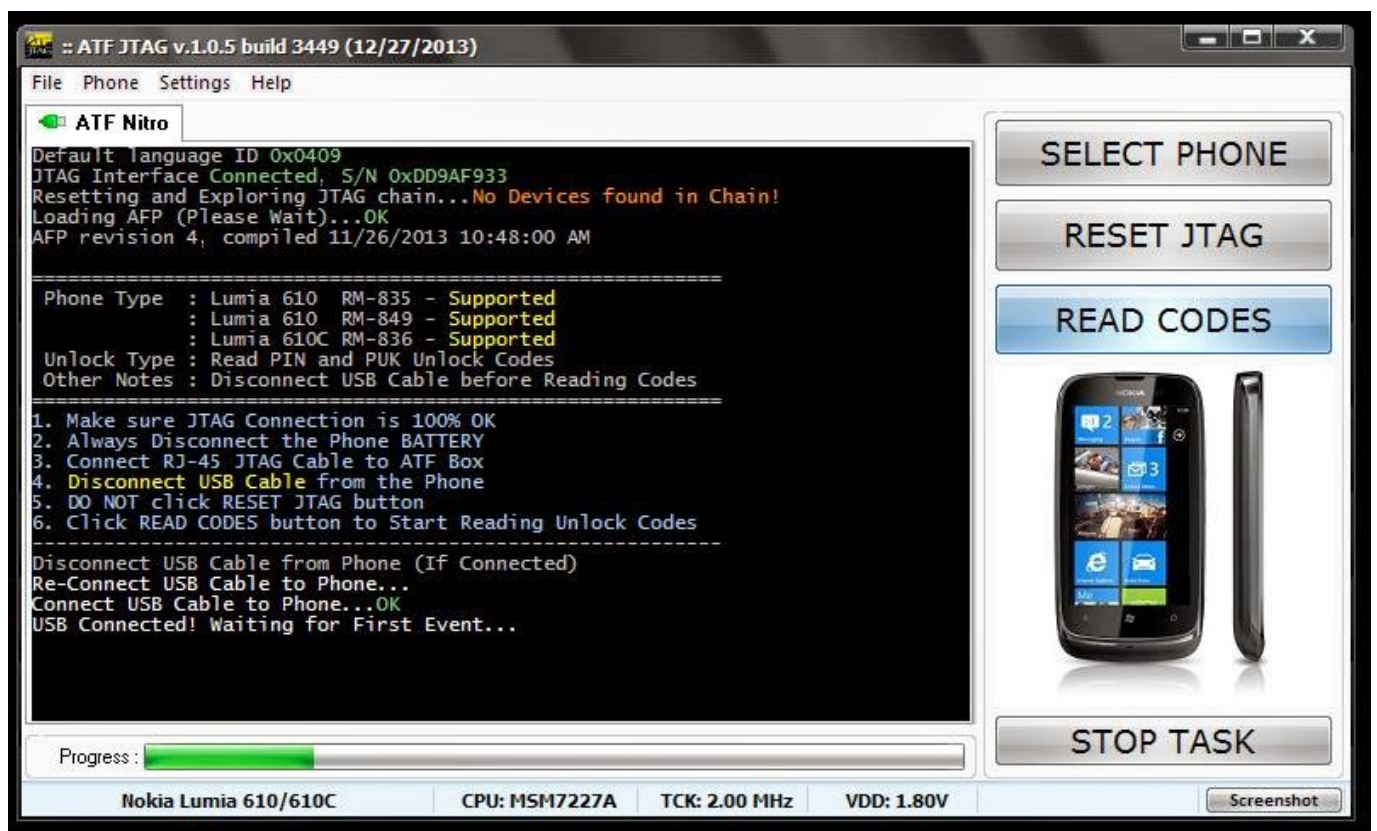 :: ATF JTAG v.1.0.5 build 3449 (12/27/2013)
File Phone Settings Help
ATF Nitro
Default language ID 0x0409
JTAG Interface Connected, S/N 0xDD9AF933
Resetting and Exploring JTAG chain...No Devices found in Chain!
Loading AFP (Please Wait)...OK
AFP revision 4, compiled 11/26/2013 10:48:00 AM
Phone Type : Lumia 610 RM-835 - Supported
: Lumia 610 RM-849 - Supported
: Lumia 610C RM-836 - Supported
Unlock Type : Read PIN and PUK Unlock Codes
Other Notes : Disconnect USB Cable before Reading Codes
1. Make sure JTAG Connection is 100% OK
2. Always Disconnect the Phone BATTERY
3. Connect RJ-45 JTAG Cable to ATF Box
4. Disconnect USB Cable from the Phone
5. DO NOT click RESET JTAG button
6. Click READ CODES button to Start Reading Unlock Codes
Disconnect USB Cable from Phone (If Connected)
Re-Connect USB Cable to Phone...
Connect USB Cable to Phone...OK
USB Connected! Waiting for First Event...
SELECT PHONE
RESET JTAG
READ CODES
NOKIA
2
3
Me
STOP TASK
Progress :
Nokia Lumia 610/610C CPU: MSM7227A TCK: 2.00 MHz VDD: 1.80V Screenshot